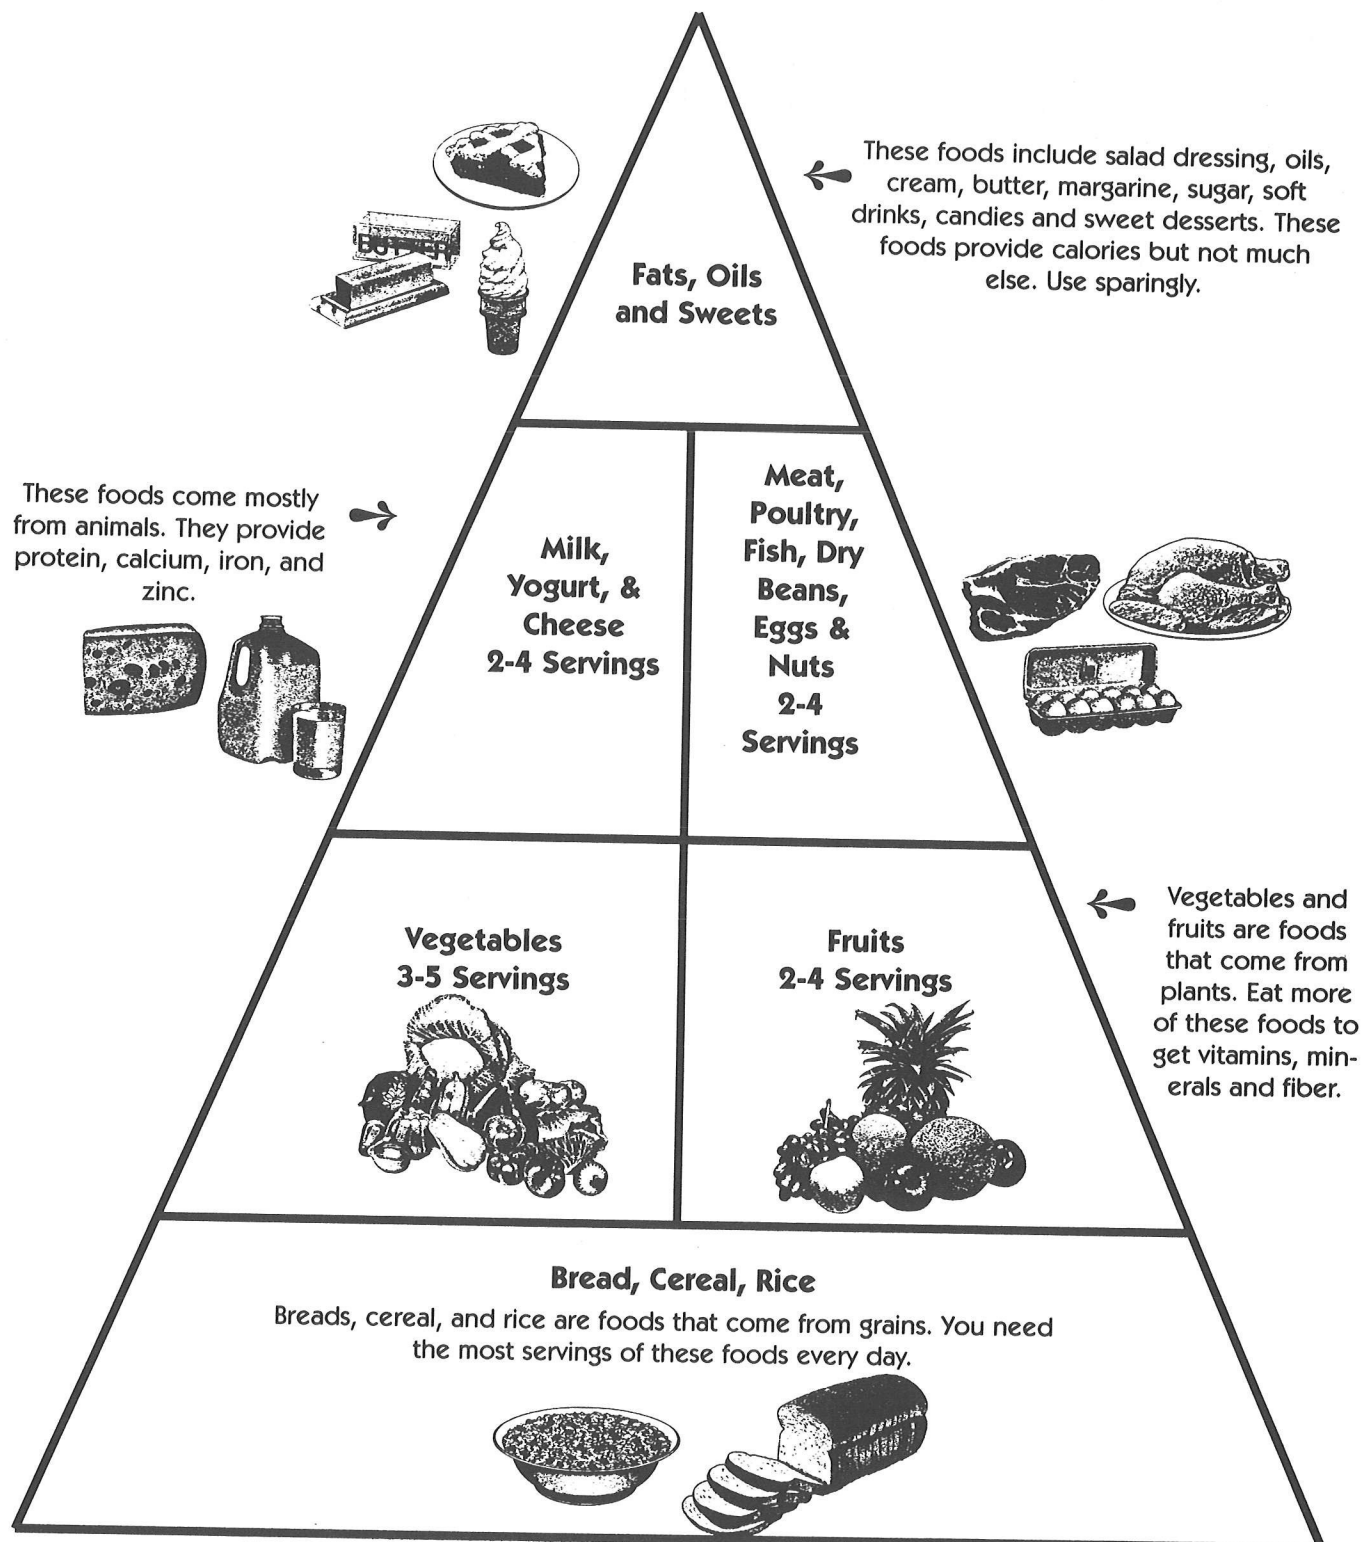 These foods include salad dressing, oils,
cream, butter, margarine, sugar, soft
drinks, candies and sweet desserts. These
foods provide calories but not much
else. Use sparingly.
BUTTER
Fats, Oils
and Sweets
These foods come mostly
from animals. They provide
protein, calcium, iron, and
zinc.
Milk,
Yogurt, &
Cheese
2-4 Servings
Meat,
Poultry,
Fish, Dry
Beans,
Eggs &
Nuts
2-4
Servings
Vegetables
3-5 Servings
Fruits
2-4 Servings
Vegetables and
fruits are foods
that come from
plants. Eat more
of these foods to
get vitamins, min-
erals and fiber.
Bread, Cereal, Rice
Breads, cereal, and rice are foods that come from grains. You need
the most servings of these foods every day.